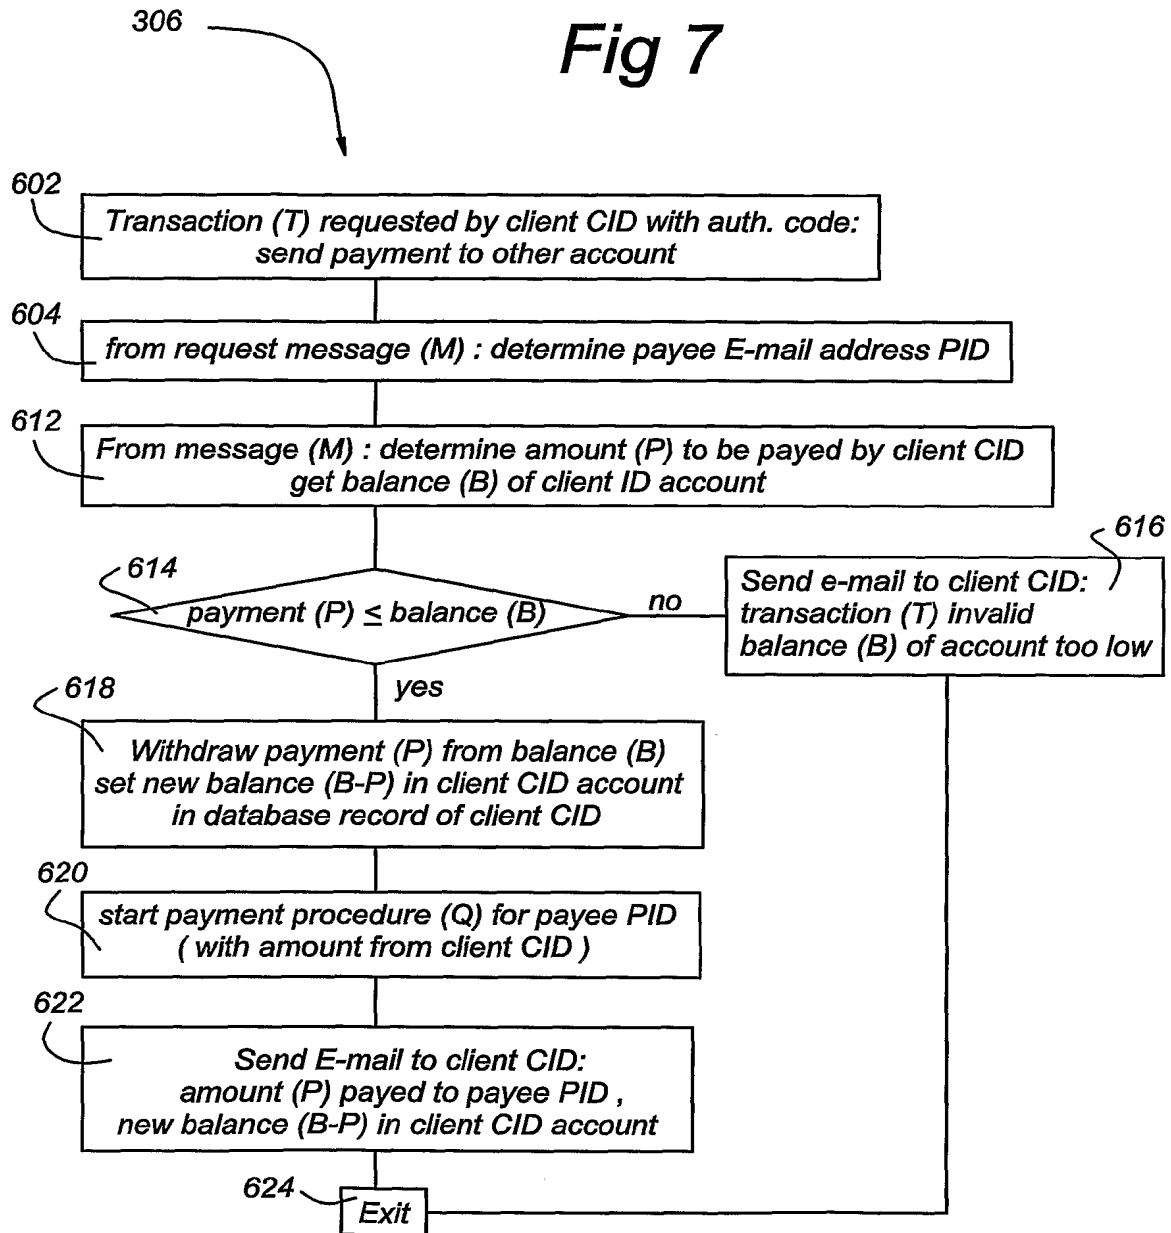 306
Fig 7
602
Transaction (T) requested by client CID with auth. code:
send payment to other account
604
from request message (M) : determine payee E-mail address PID
612
From message (M) : determine amount (P) to be payed by client CID
get balance (B) of client ID account
614
payment (P) ≤ balance (B)
no
616
Send e-mail to client CID:
transaction (T) invalid
balance (B) of account too low
yes
618
Withdraw payment (P) from balance (B)
set new balance (B-P) in client CID account
in database record of client CID
620
start payment procedure (Q) for payee PID
( with amount from client CID )
622
Send E-mail to client CID:
amount (P) payed to payee PID ,
new balance (B-P) in client CID account
624
Exit